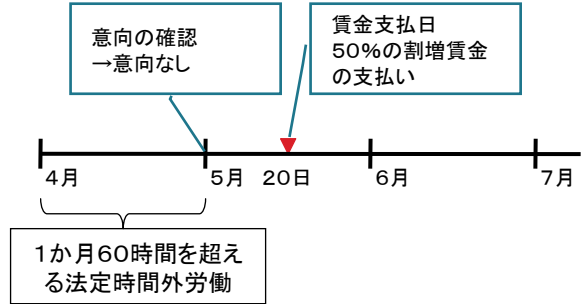 意向の確認
→意向なし
賃金支払日
50%の割増賃金
の支払い
4月
5月
20日
6月
7月
1か月60時間を超え
る法定時間外労働